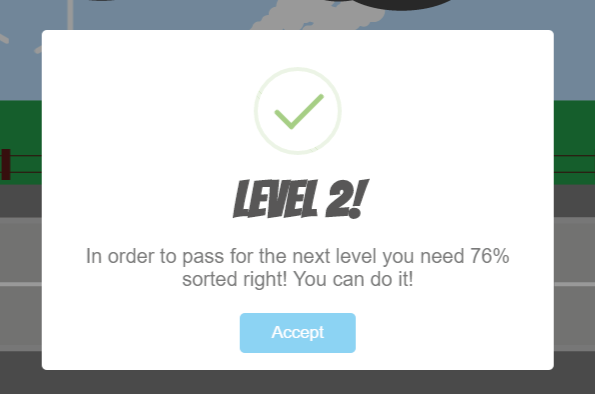 LEVEL 2!
In order to pass for the next level you need 76%
sorted right! You can do it!
Accept